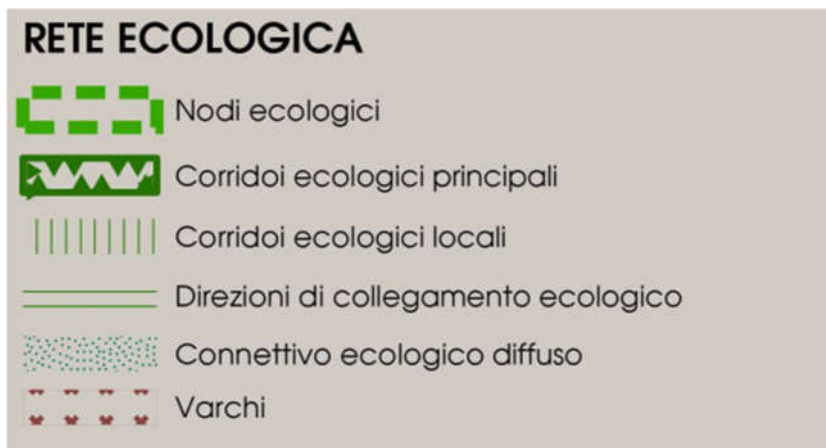 RETE ECOLOGICA
Nodi ecologici
Corridoi ecologici principali
Corridoi ecologici locali
Direzioni di collegamento ecologico
Connettivo ecologico diffuso
Varchi